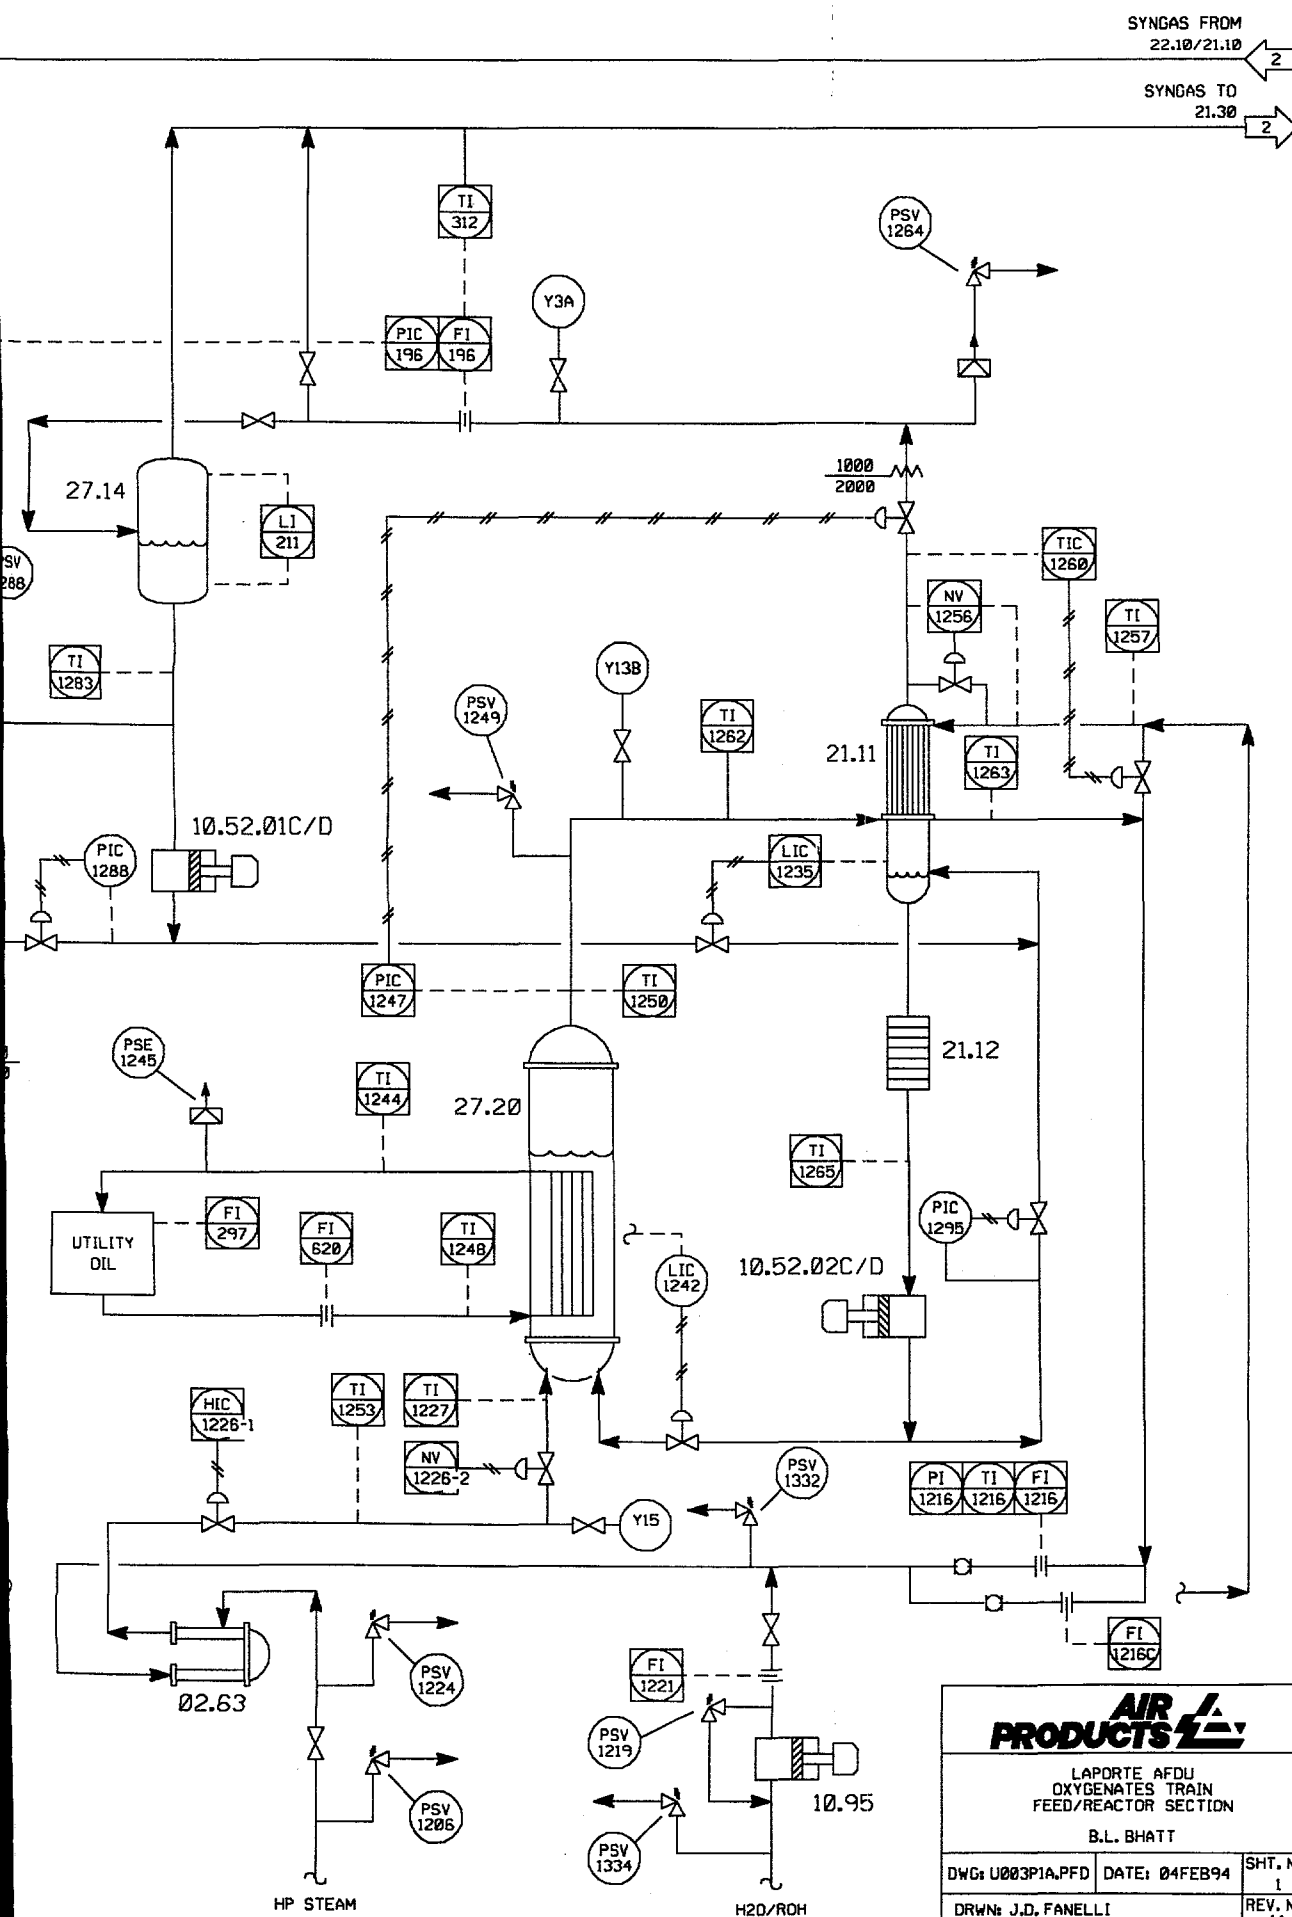 SYNGAS FROM
22.10/21.10
2
SYNGAS TO
21.30
2
TI
312
PSV
1264
Y3A
PIC
196
FI
196
1000
2000
27.14
LI
211
TIC
1260
NV
1256
TI
1257
TI
1283
Y13B
PSV
1249
TI
1262
21.11
TI
1263
10.52.01C/D
PIC
1288
LIC
1235
PIC
1247
TI
1250
PSE
1245
21.12
TI
1244
27.20
TI
1265
FI
297
FI
620
TI
1248
PIC
1295
UTILITY
OIL
LIC
1242
10.52.02C/D
HIC
1226-1
TI
1253
TI
1227
NV
1226-2
PSV
1332
PI
1216
TI
1216
FI
1216
Y15
FI
1216C
PSV
1224
FI
1221
02.63
PSV
1219
PSV
1206
10.95
PSV
1334
HP STEAM
H2O/ROH
AIR
PRODUCTS
LAPORTE AFDU
OXYGENATES TRAIN
FEED/REACTOR SECTION
B.L. BHATT
DWG: U003P1A.PFD
DATE: 04FEB94
SHT.
1
DRWN: J.D. FANELLI
REV.